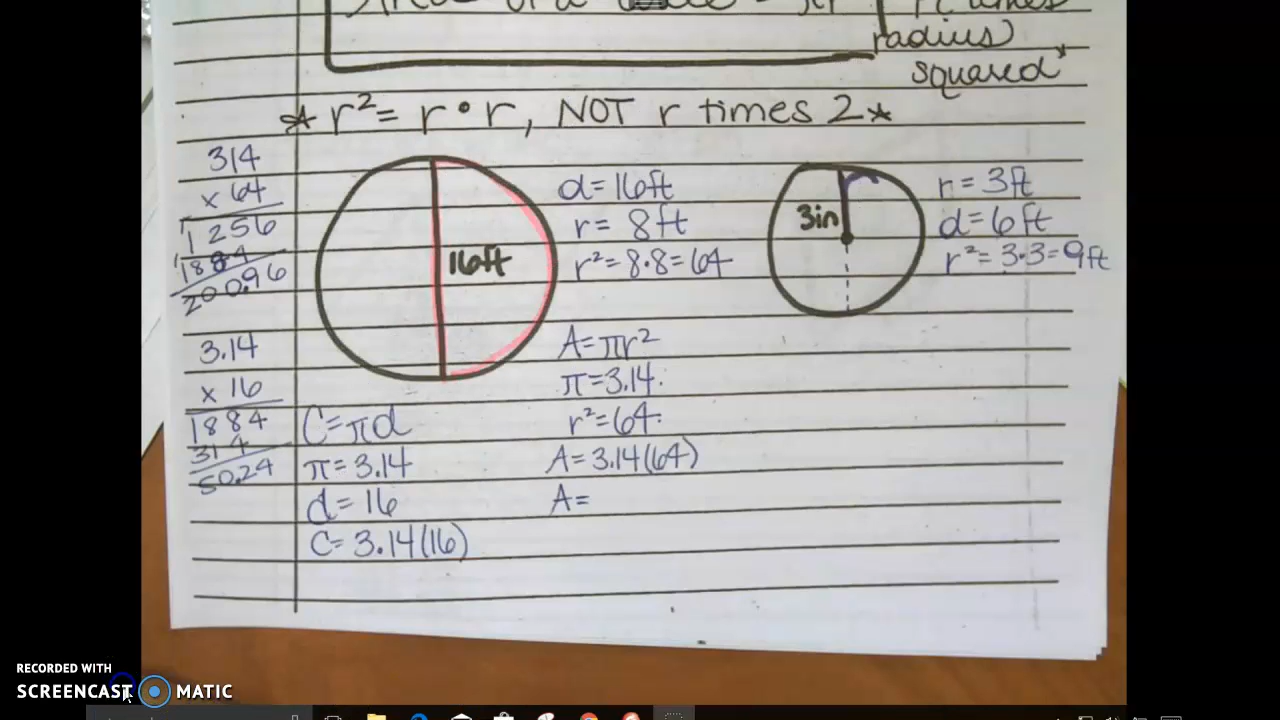 radius
squared*
* r² = r • r, NOT r times 2 *
314
x 64
1256
1884
200.96
3.14
x 16
1884
314
50.24
16ft
d = 16ft
r = 8ft
r² = 8·8 = 64
A = πr²
π = 3.14
r² = 64
A = 3.14(64)
A =
C = πd
π = 3.14
d = 16
C = 3.14(16)
3in
r = 3ft
d = 6ft
r² = 3·3 = 9ft
RECORDED WITH
SCREENCAST MATIC